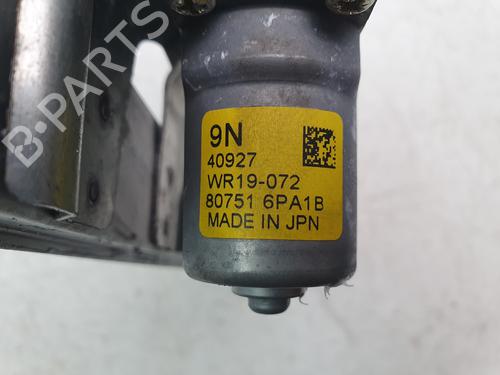 B-PARTS
9N
40927
WR19-072
80751 6PA1B
MADE IN JPN